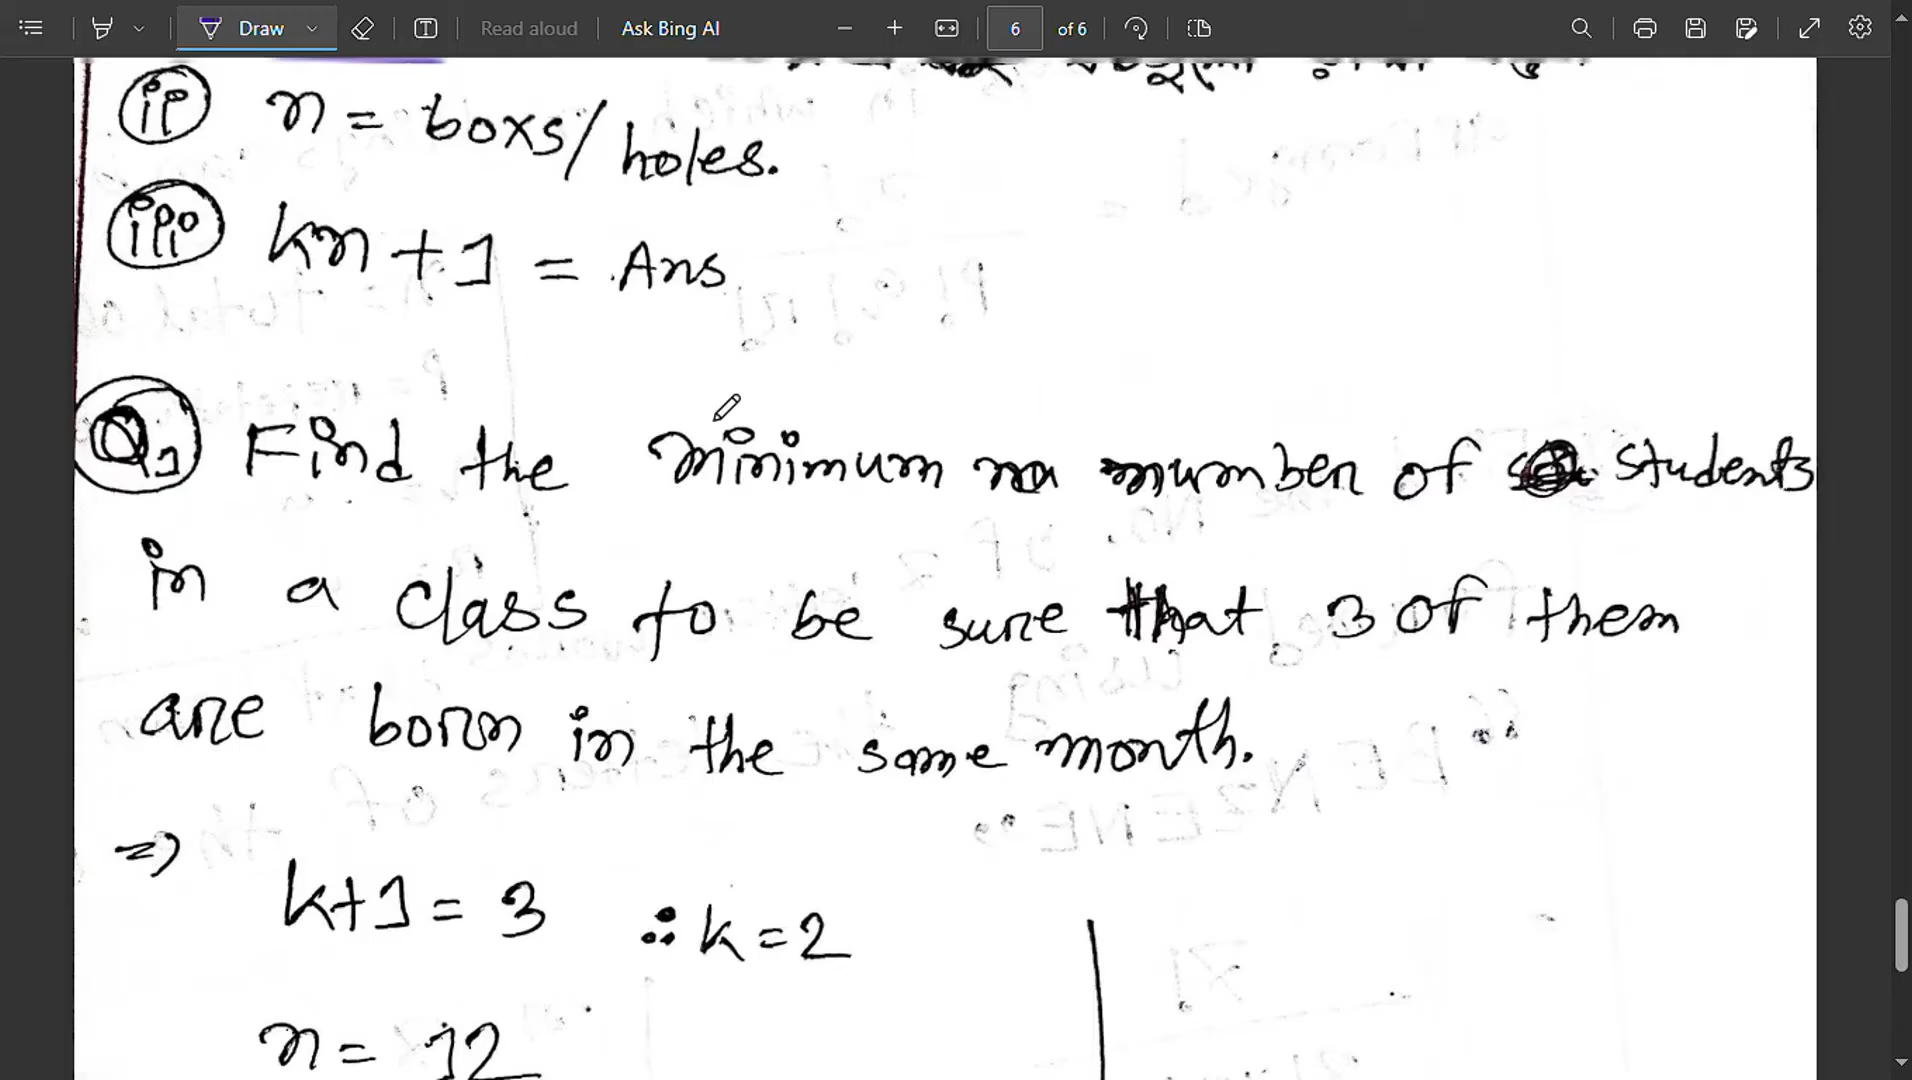 Draw
Read aloud
Ask Bing AI
6 of 6
ii n = boxs/ holes.
iii kn + 1 = Ans
Q1 Find the minimum no number of students
in a class to be sure that 3 of them
are born in the same month.
⇒
k+1 = 3 ∴ k = 2
n = 12